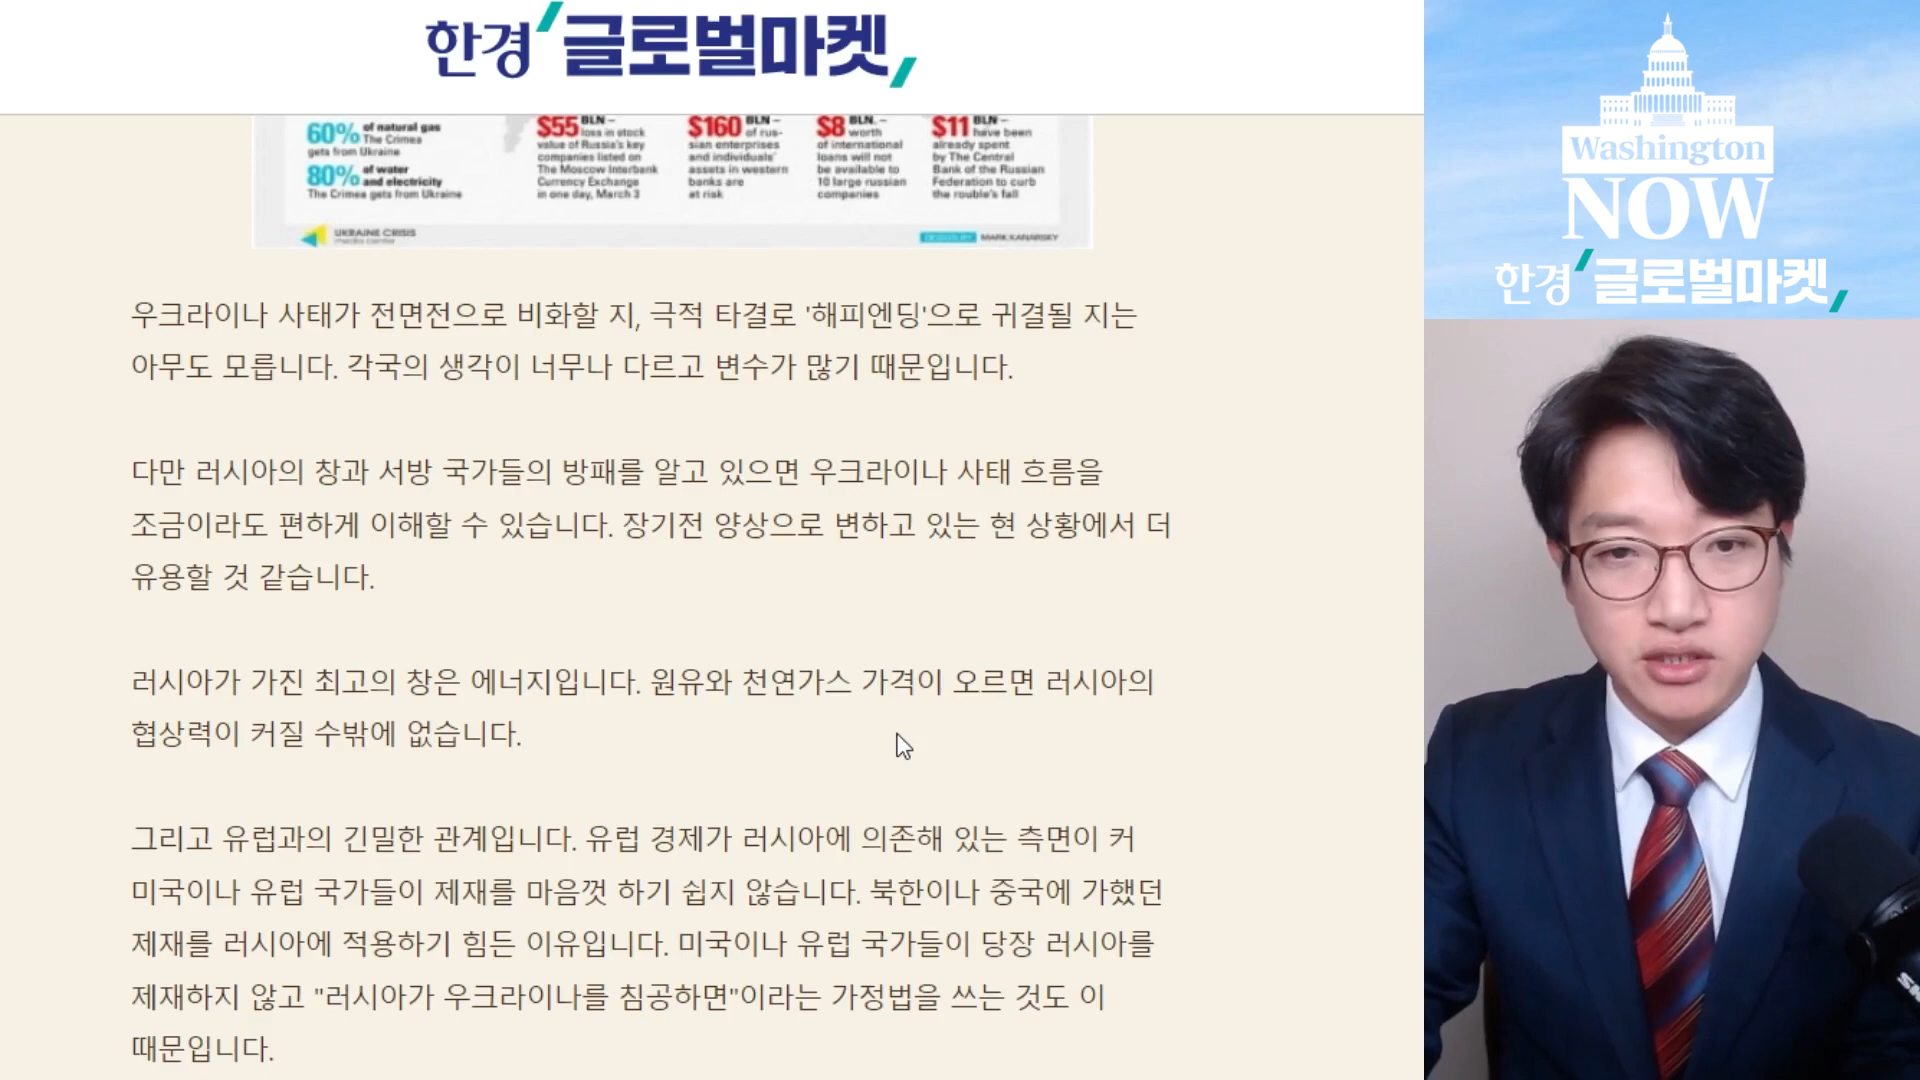 한경 글로벌마켓
60% of natural gas
The Crimea
gets from Ukraine
80% of water
and electricity
The Crimea gets from Ukraine
$55 BLN –
loss in stock
value of Russia's key
companies listed on
The Moscow Interbank
Currency Exchange
in one day, March 3
$160 BLN –
of rus-
sian enterprises
and individuals'
assets in western
banks are
at risk
$8 BLN. –
worth
of international
loans will not
be available to
10 large russian
companies
$11 BLN –
have been
already spent
by The Central
Bank of the Russian
Federation to curb
the rouble's fall
UKRAINE CRISIS
media center
DESIGN BY MARK KANARSKY
우크라이나 사태가 전면전으로 비화할 지, 극적 타결로 '해피엔딩'으로 귀결될 지는
아무도 모릅니다. 각국의 생각이 너무나 다르고 변수가 많기 때문입니다.
다만 러시아의 창과 서방 국가들의 방패를 알고 있으면 우크라이나 사태 흐름을
조금이라도 편하게 이해할 수 있습니다. 장기전 양상으로 변하고 있는 현 상황에서 더
유용할 것 같습니다.
러시아가 가진 최고의 창은 에너지입니다. 원유와 천연가스 가격이 오르면 러시아의
협상력이 커질 수밖에 없습니다.
그리고 유럽과의 긴밀한 관계입니다. 유럽 경제가 러시아에 의존해 있는 측면이 커
미국이나 유럽 국가들이 제재를 마음껏 하기 쉽지 않습니다. 북한이나 중국에 가했던
제재를 러시아에 적용하기 힘든 이유입니다. 미국이나 유럽 국가들이 당장 러시아를
제재하지 않고 "러시아가 우크라이나를 침공하면"이라는 가정법을 쓰는 것도 이
때문입니다.
Washington
NOW
한경 글로벌마켓